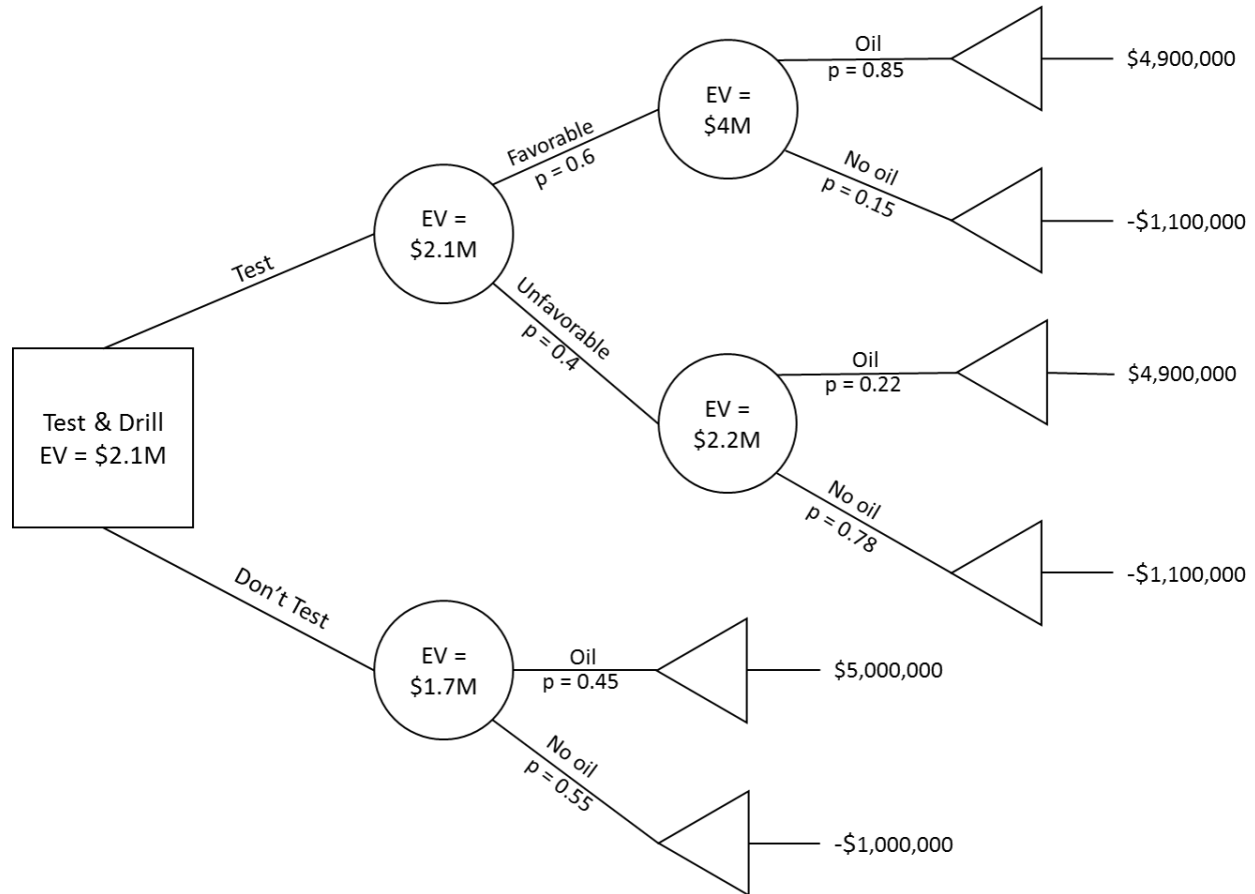 Oil
p = 0.85
$4,900,000
EV =
$4M
Favorable
p = 0.6
No oil
p = 0.15
-$1,100,000
EV =
$2.1M
Test
Unfavorable
p = 0.4
Oil
p = 0.22
$4,900,000
EV =
$2.2M
Test & Drill
EV = $2.1M
No oil
p = 0.78
-$1,100,000
Don't Test
EV =
$1.7M
Oil
p = 0.45
$5,000,000
No oil
p = 0.55
-$1,000,000